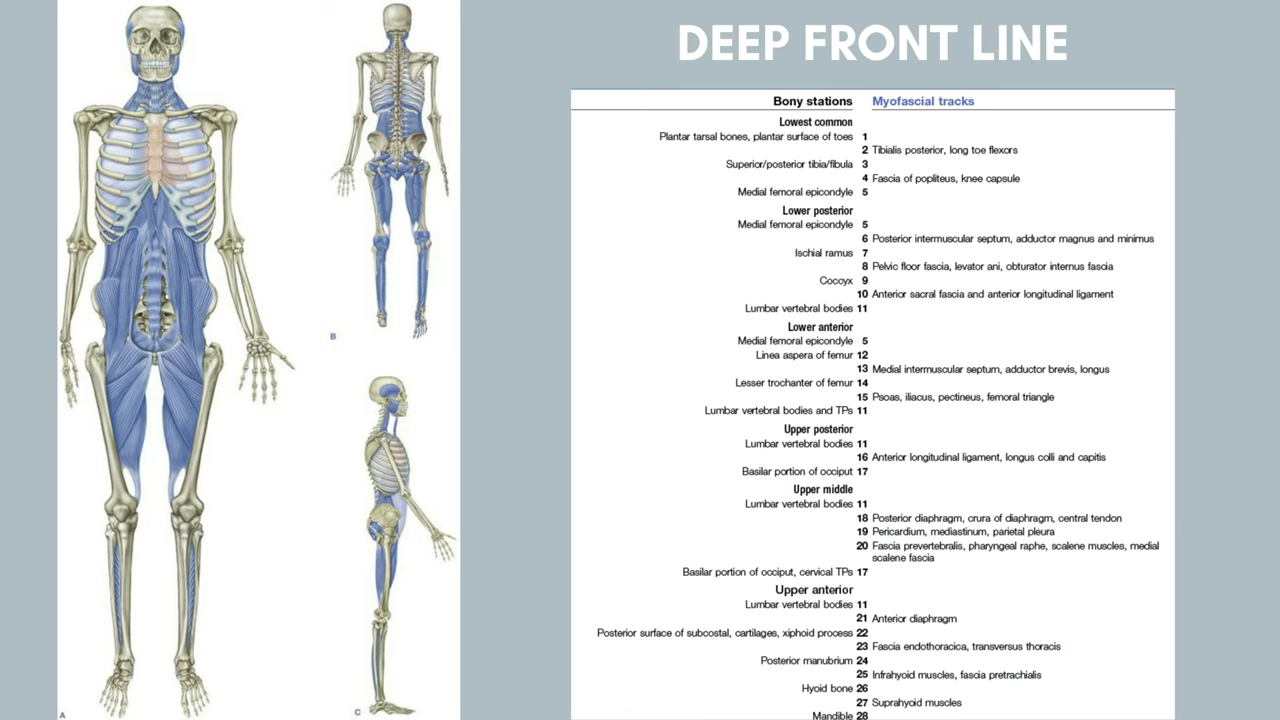 DEEP FRONT LINE
Bony stations Myofascial tracks
Lowest common
Plantar tarsal bones, plantar surface of toes 1
2 Tibialis posterior, long toe flexors
Superior/posterior tibia/fibula 3
4 Fascia of popliteus, knee capsule
Medial femoral epicondyle 5
Lower posterior
Medial femoral epicondyle 5
6 Posterior intermuscular septum, adductor magnus and minimus
Ischial ramus 7
8 Pelvic floor fascia, levator ani, obturator internus fascia
Coccyx 9
10 Anterior sacral fascia and anterior longitudinal ligament
Lumbar vertebral bodies 11
Lower anterior
Medial femoral epicondyle 5
Linea aspera of femur 12
13 Medial intermuscular septum, adductor brevis, longus
Lesser trochanter of femur 14
15 Psoas, iliacus, pectineus, femoral triangle
Lumbar vertebral bodies and TPs 11
Upper posterior
Lumbar vertebral bodies 11
16 Anterior longitudinal ligament, longus colli and capitis
Basilar portion of occiput 17
Upper middle
Lumbar vertebral bodies 11
18 Posterior diaphragm, crura of diaphragm, central tendon
19 Pericardium, mediastinum, parietal pleura
20 Fascia prevertebralis, pharyngeal raphe, scalene muscles, medial
scalene fascia
Basilar portion of occiput, cervical TPs 17
Upper anterior
Lumbar vertebral bodies 11
21 Anterior diaphragm
Posterior surface of subcostal, cartilages, xiphoid process 22
23 Fascia endothoracica, transversus thoracis
Posterior manubrium 24
25 Infrahyoid muscles, fascia pretrachialis
Hyoid bone 26
27 Suprahyoid muscles
Mandible 28
A
B
C